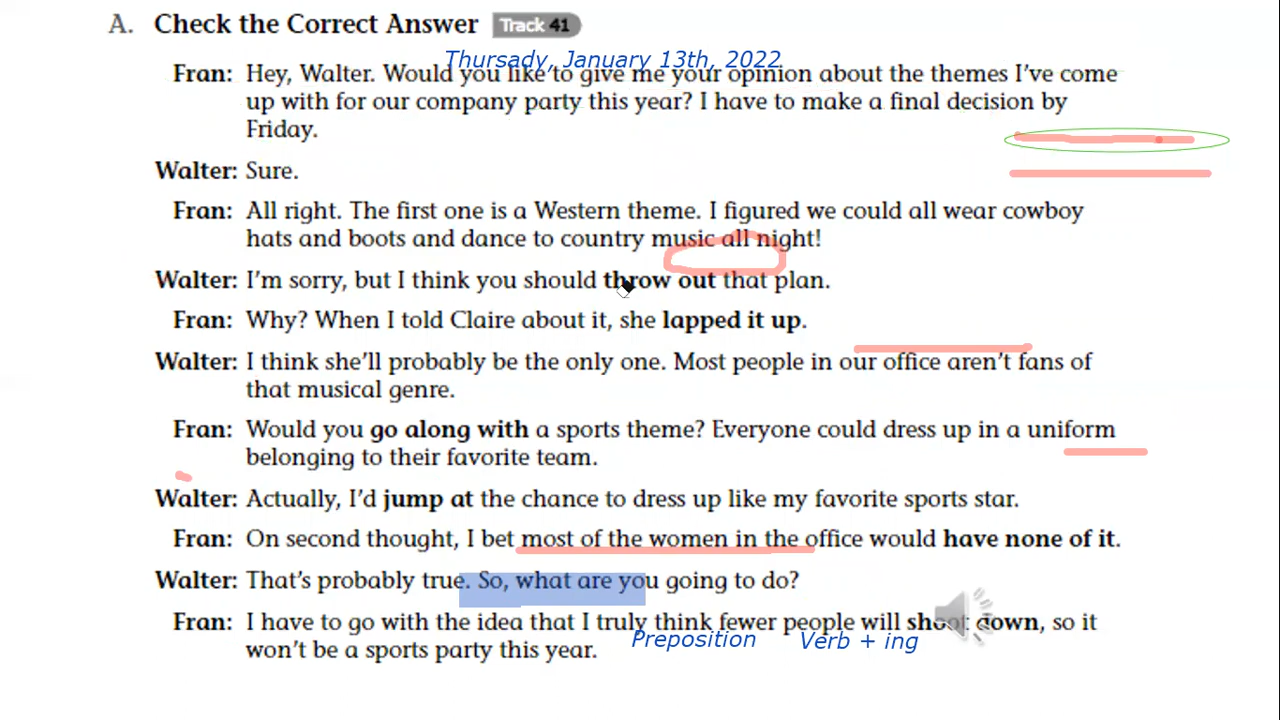 A. Check the Correct Answer Track 41
Thursady, January 13th, 2022
Fran: Hey, Walter. Would you like to give me your opinion about the themes I've come
up with for our company party this year? I have to make a final decision by
Friday.
Walter: Sure.
Fran: All right. The first one is a Western theme. I figured we could all wear cowboy
hats and boots and dance to country music all night!
Walter: I'm sorry, but I think you should throw out that plan.
Fran: Why? When I told Claire about it, she lapped it up.
Walter: I think she'll probably be the only one. Most people in our office aren't fans of
that musical genre.
Fran: Would you go along with a sports theme? Everyone could dress up in a uniform
belonging to their favorite team.
Walter: Actually, I'd jump at the chance to dress up like my favorite sports star.
Fran: On second thought, I bet most of the women in the office would have none of it.
Walter: That's probably true. So, what are you going to do?
Fran: I have to go with the idea that I truly think fewer people will shoot down, so it
Preposition Verb + ing
won't be a sports party this year.